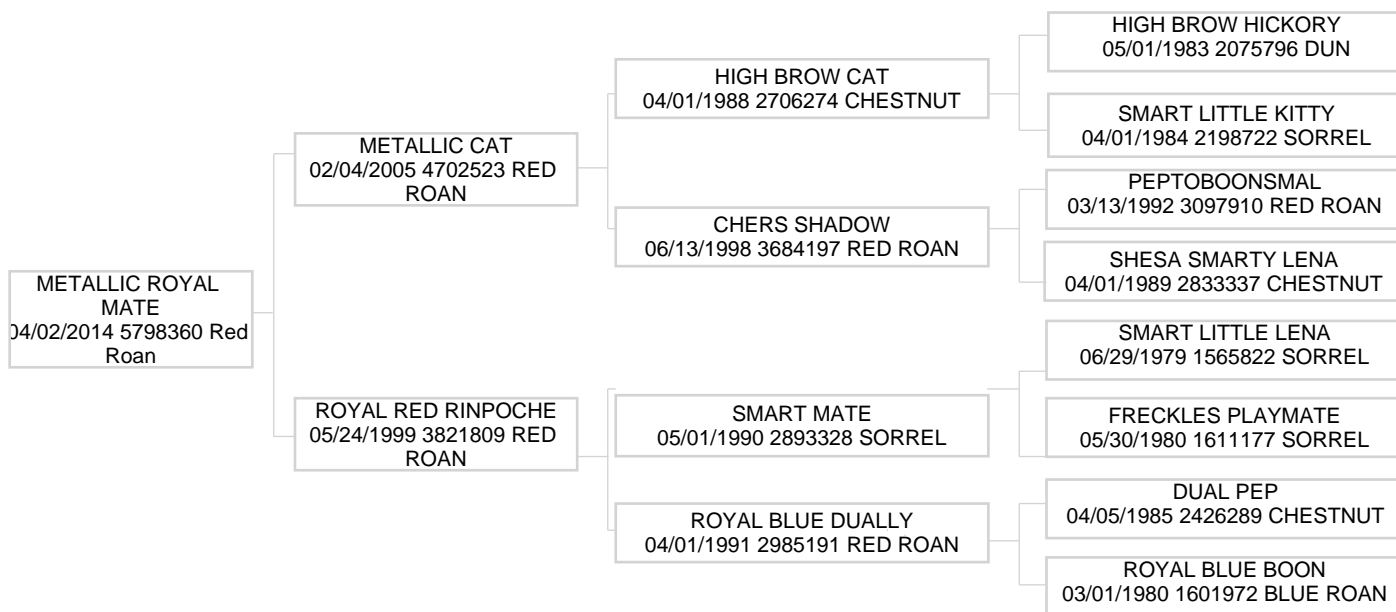 METALLIC ROYAL
MATE
04/02/2014 5798360 Red
Roan
METALLIC CAT
02/04/2005 4702523 RED
ROAN
ROYAL RED RINPOCHE
05/24/1999 3821809 RED
ROAN
HIGH BROW CAT
04/01/1988 2706274 CHESTNUT
CHERS SHADOW
06/13/1998 3684197 RED ROAN
SMART MATE
05/01/1990 2893328 SORREL
ROYAL BLUE DUALLY
04/01/1991 2985191 RED ROAN
HIGH BROW HICKORY
05/01/1983 2075796 DUN
SMART LITTLE KITTY
04/01/1984 2198722 SORREL
PEPTOBOONSMAL
03/13/1992 3097910 RED ROAN
SHESA SMARTY LENA
04/01/1989 2833337 CHESTNUT
SMART LITTLE LENA
06/29/1979 1565822 SORREL
FRECKLES PLAYMATE
05/30/1980 1611177 SORREL
DUAL PEP
04/05/1985 2426289 CHESTNUT
ROYAL BLUE BOON
03/01/1980 1601972 BLUE ROAN